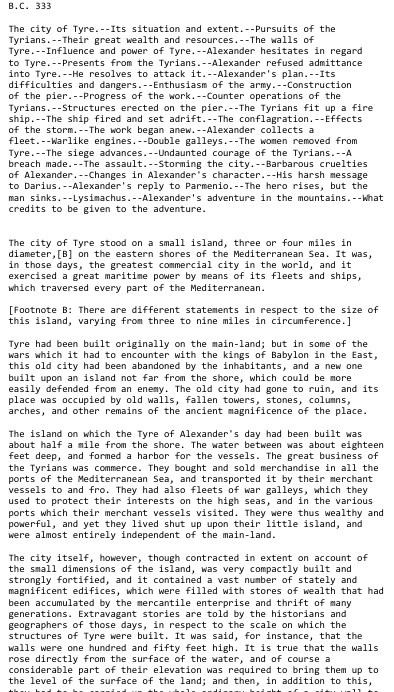 B.C. 333
The city of Tyre.--Its situation and extent.--Pursuits of the
Tyrians.--Their great wealth and resources.--The walls of
Tyre.--Influence and power of Tyre.--Alexander hesitates in regard
to Tyre.--Presents from the Tyrians.--Alexander refused admittance
into Tyre.--He resolves to attack it.--Alexander's plan.--Its
difficulties and dangers.--Enthusiasm of the army.--Construction
of the pier.--Progress of the work.--Counter operations of the
Tyrians.--Structures erected on the pier.--The Tyrians fit up a fire
ship.--The ship fired and set adrift.--The conflagration.--Effects
of the storm.--The work began anew.--Alexander collects a
fleet.--Warlike engines.--Double galleys.--The women removed from
Tyre.--The siege advances.--Undaunted courage of the Tyrians.--A
breach made.--The assault.--Storming the city.--Barbarous cruelties
of Alexander.--Changes in Alexander's character.--His harsh message
to Darius.--Alexander's reply to Parmenio.--The hero rises, but the
man sinks.--Lysimachus.--Alexander's adventure in the mountains.--What
credits to be given to the adventure.
The city of Tyre stood on a small island, three or four miles in
diameter,[B] on the eastern shores of the Mediterranean Sea. It was,
in those days, the greatest commercial city in the world, and it
exercised a great maritime power by means of its fleets and ships,
which traversed every part of the Mediterranean.
[Footnote B: There are different statements in respect to the size of
this island, varying from three to nine miles in circumference.]
Tyre had been built originally on the main-land; but in some of the
wars which it had to encounter with the kings of Babylon in the East,
this old city had been abandoned by the inhabitants, and a new one
built upon an island not far from the shore, which could be more
easily defended from an enemy. The old city had gone to ruin, and its
place was occupied by old walls, fallen towers, stones, columns,
arches, and other remains of the ancient magnificence of the place.
The island on which the Tyre of Alexander's day had been built was
about half a mile from the shore. The water between was about eighteen
feet deep, and formed a harbor for the vessels. The great business of
the Tyrians was commerce. They bought and sold merchandise in all the
ports of the Mediterranean Sea, and transported it by their merchant
vessels to and fro. They had also fleets of war galleys, which they
used to protect their interests on the high seas, and in the various
ports which their merchant vessels visited. They were thus wealthy and
powerful, and yet they lived shut up upon their little island, and
were almost entirely independent of the main-land.
The city itself, however, though contracted in extent on account of
the small dimensions of the island, was very compactly built and
strongly fortified, and it contained a vast number of stately and
magnificent edifices, which were filled with stores of wealth that had
been accumulated by the mercantile enterprise and thrift of many
generations. Extravagant stories are told by the historians and
geographers of those days, in respect to the scale on which the
structures of Tyre were built. It was said, for instance, that the
walls were one hundred and fifty feet high. It is true that the walls
rose directly from the surface of the water, and of course a
considerable part of their elevation was required to bring them up to
the level of the surface of the land; and then, in addition to this,